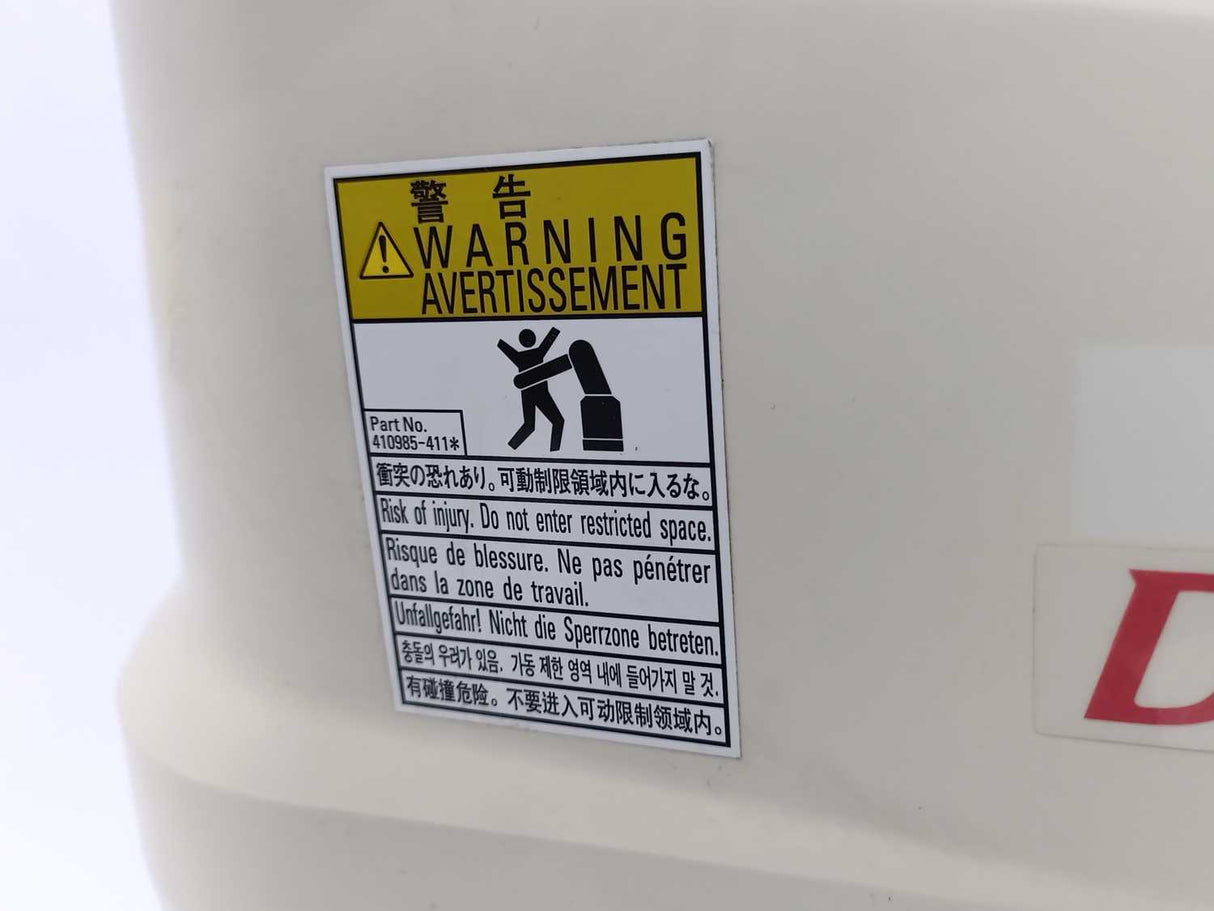 警 告
WARNING
AVERTISSEMENT
Part No.
410985-411*
衝突の恐れあり。可動制限領域内に入るな。
Risk of injury. Do not enter restricted space.
Risque de blessure. Ne pas pénétrer
dans la zone de travail.
Unfallgefahr! Nicht die Sperrzone betreten.
충돌의 우려가 있음. 가동 제한 영역 내에 들어가지 말 것.
有碰撞危险。不要进入可动限制领域内。
D